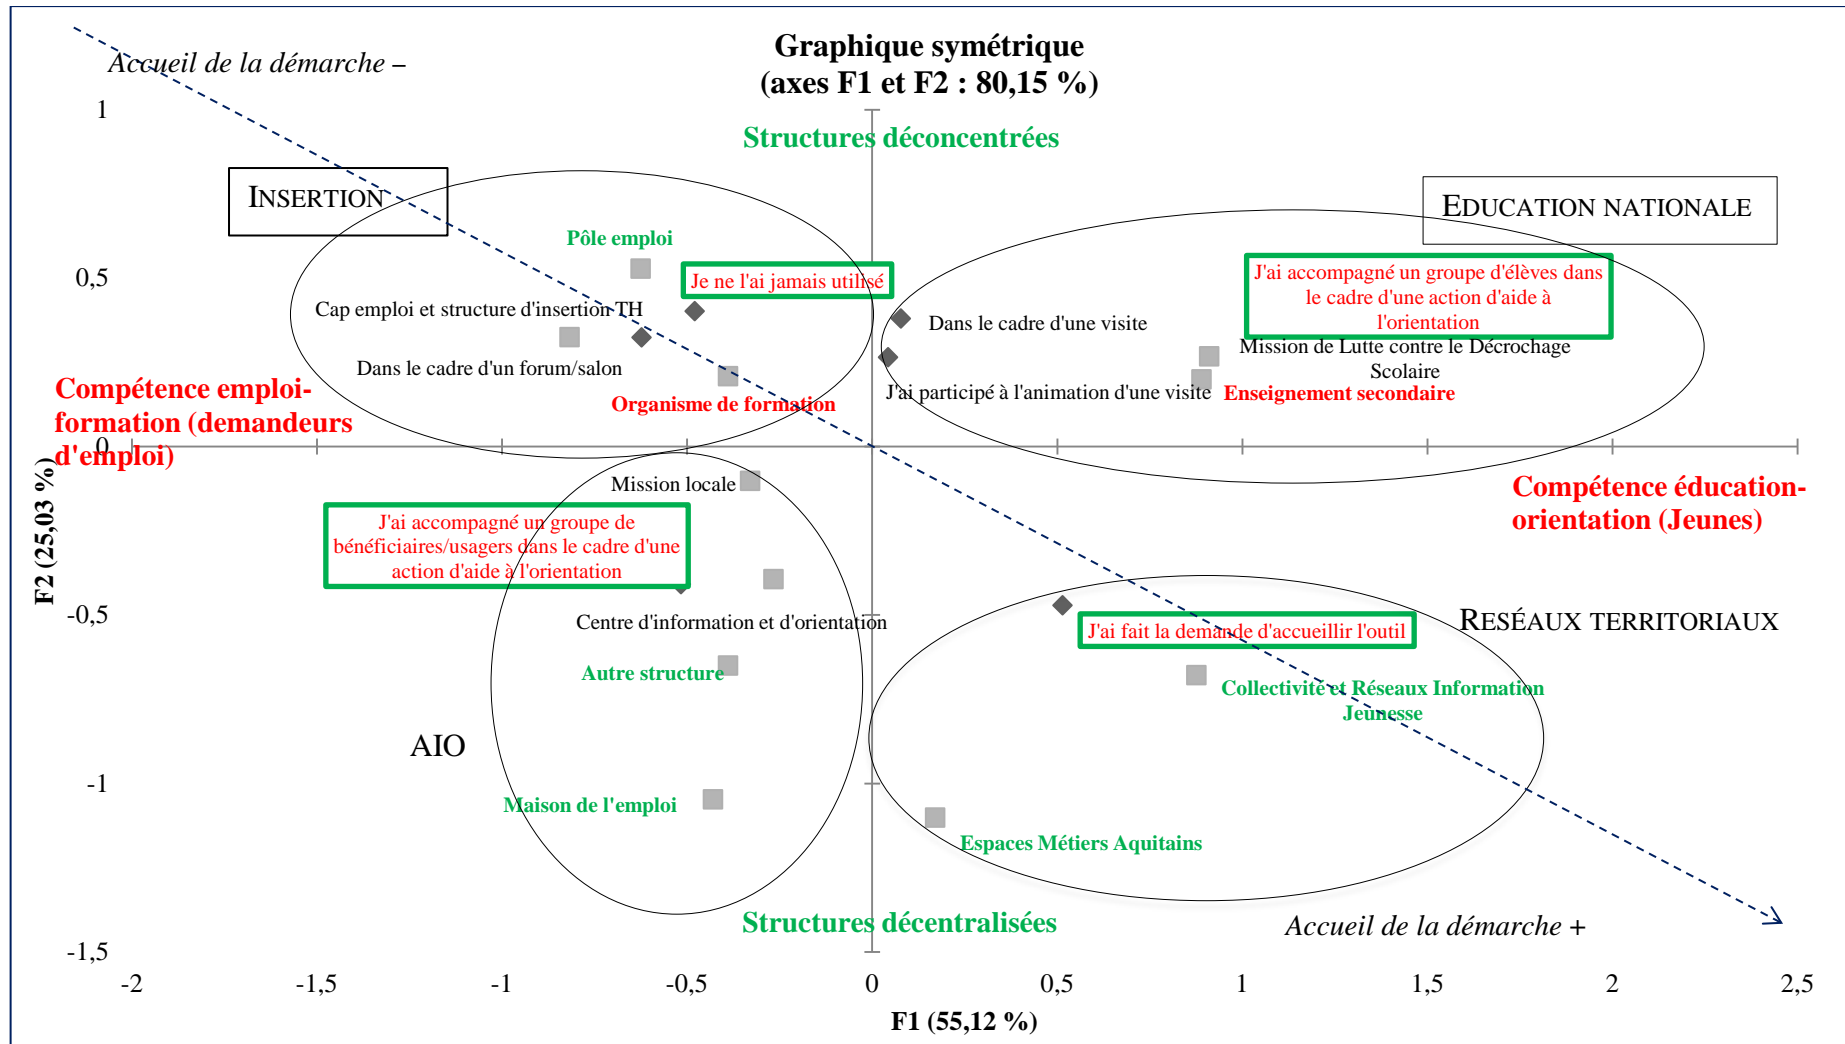 Graphique symétrique
(axes F1 et F2 : 80,15 %)
Accueil de la démarche –
1
Structures déconcentrées
INSERTION
EDUCATION NATIONALE
Pôle emploi
0,5
Je ne l'ai jamais utilisé
J'ai accompagné un groupe d'élèves dans
le cadre d'une action d'aide à
l'orientation
Cap emploi et structure d'insertion TH
Dans le cadre d'une visite
Mission de Lutte contre le Décrochage
Scolaire
Dans le cadre d'un forum/salon
J'ai participé à l'animation d'une visite
Enseignement secondaire
Organisme de formation
Compétence emploi-
formation (demandeurs
d'emploi)
0
Mission locale
Compétence éducation-
orientation (Jeunes)
J'ai accompagné un groupe de
bénéficiaires/usagers dans le cadre d'une
action d'aide à l'orientation
F2 (25,03 %)
-0,5
Centre d'information et d'orientation
J'ai fait la demande d'accueillir l'outil
RESÉAUX TERRITORIAUX
Autre structure
Collectivité et Réseaux Information
Jeunesse
AIO
-1
Maison de l'emploi
Espaces Métiers Aquitains
Structures décentralisées
Accueil de la démarche +
-1,5
-2
-1,5
-1
-0,5
0
0,5
1
1,5
2
2,5
F1 (55,12 %)